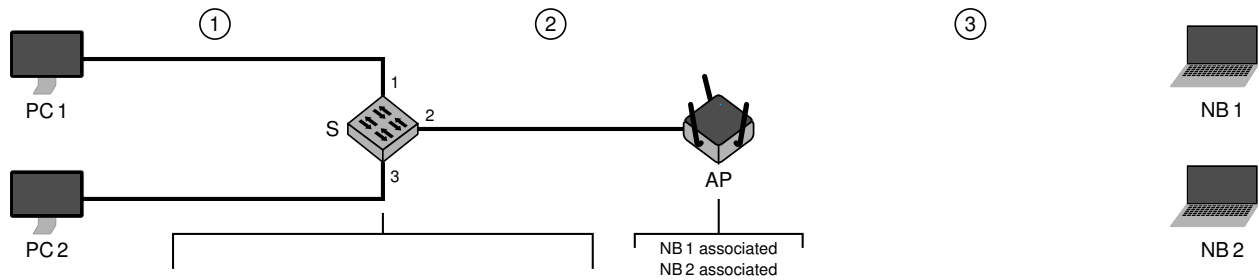 1
2
3
PC 1
1
S
2
3
PC 2
AP
NB 1 associated
NB 2 associated
NB 1
NB 2